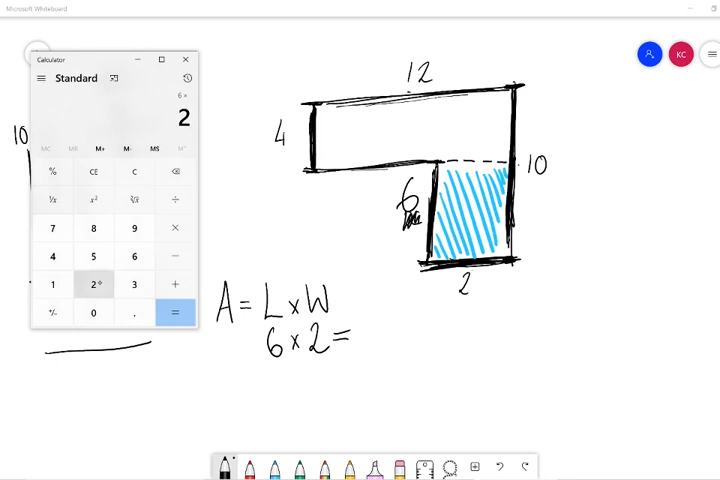 Microsoft Whiteboard
Calculator
Standard
6 ×
2
MC MR M+ M- MS M˅
% CE C
¹/x x² ²√x ÷
7 8 9 ×
4 5 6 −
1 2 3 +
+/− 0 . =
KC
10
12
4
10
6
2
A = L x W
6 x 2 =